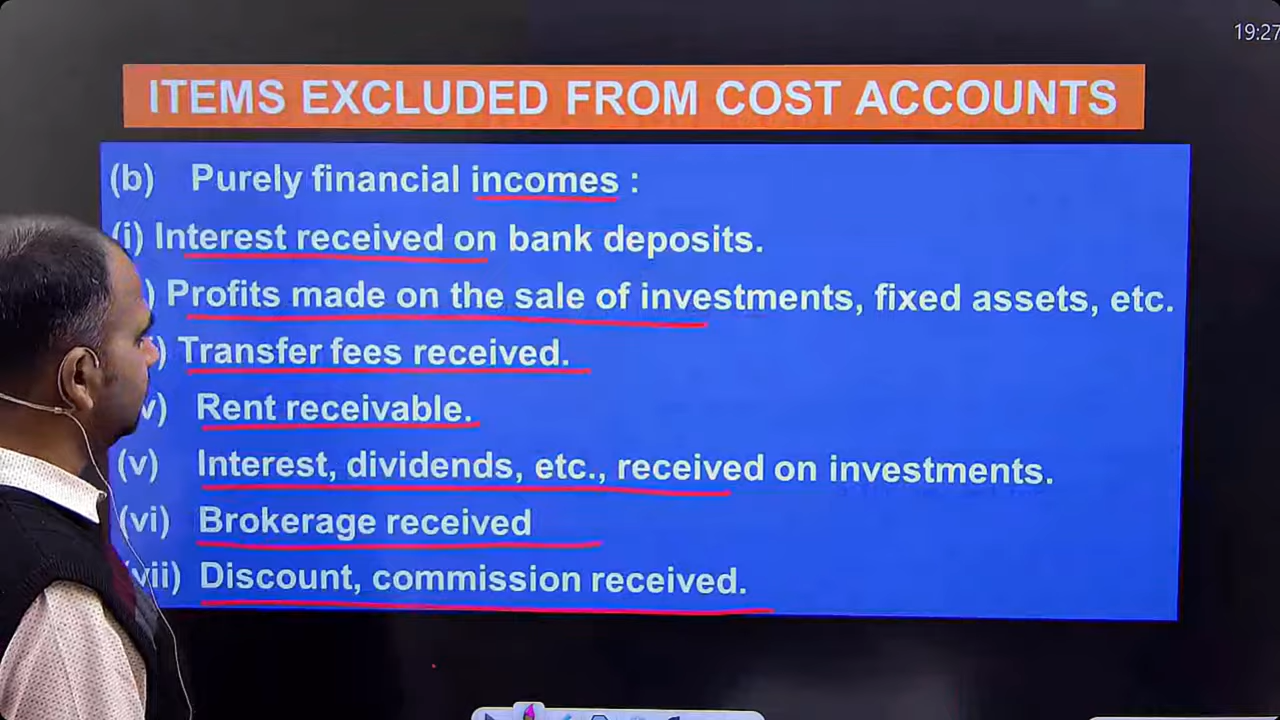 19:27
ITEMS EXCLUDED FROM COST ACCOUNTS
(b) Purely financial incomes :
(i) Interest received on bank deposits.
) Profits made on the sale of investments, fixed assets, etc.
) Transfer fees received.
v) Rent receivable.
(v) Interest, dividends, etc., received on investments.
(vi) Brokerage received
(vii) Discount, commission received.